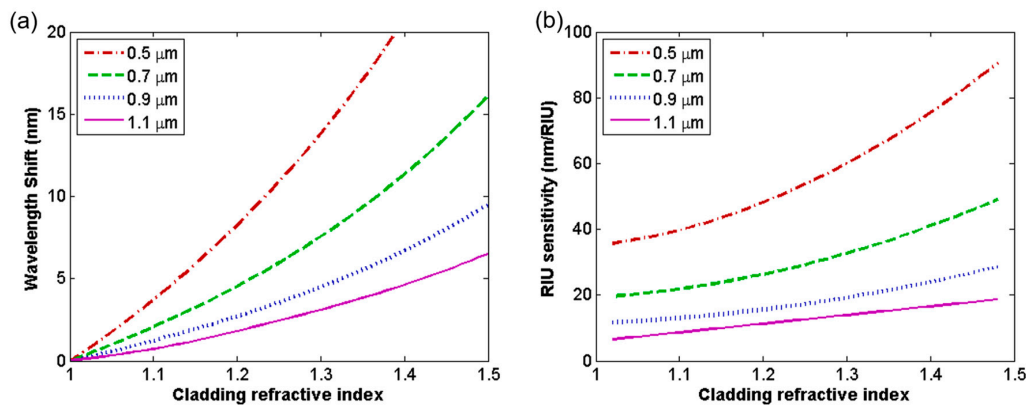 (a)
20
15
10
5
0
Wavelength Shift (nm)
0.5 μm
0.7 μm
0.9 μm
1.1 μm
1
1.1
1.2
1.3
1.4
1.5
Cladding refractive index
(b)
100
80
60
40
20
0
RIU sensitivity (nm/RIU)
0.5 μm
0.7 μm
0.9 μm
1.1 μm
1
1.1
1.2
1.3
1.4
1.5
Cladding refractive index